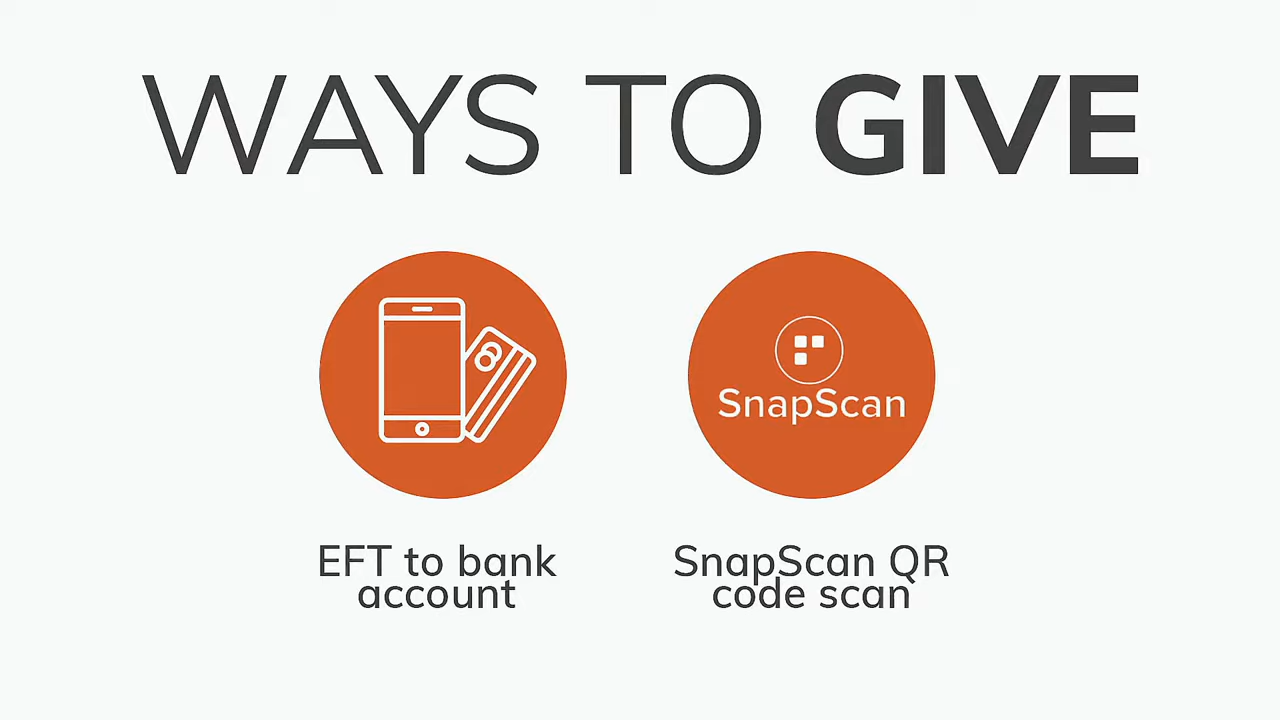 WAYS TO GIVE
SnapScan
EFT to bank
account
SnapScan QR
code scan